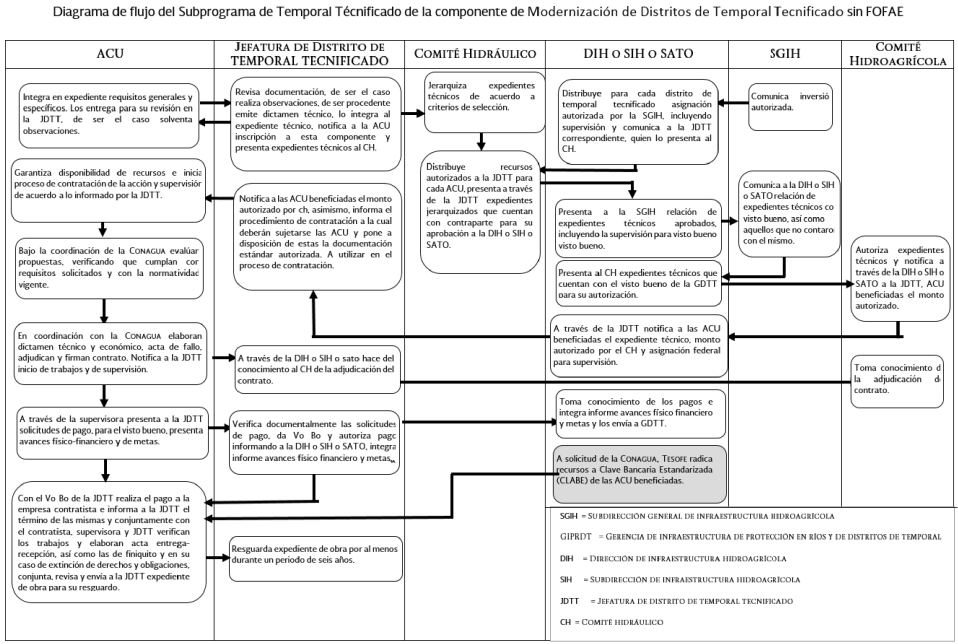 Diagrama de flujo del Subprograma de Temporal Técnificado de la componente de Modernización de Distritos de Temporal Tecnificado sin FOFAE
ACU
JEFATURA DE DISTRITO DE
TEMPORAL TECNIFICADO
COMITÉ HIDRÁULICO
DIH O SIH O SATO
SGIH
COMITÉ
HIDROAGRÍCOLA
Integra en expediente requisitos generales y
específicos. Los entrega para su revisión en
la JDTT, de ser el caso solventa
observaciones.
Revisa documentación, de ser el caso
realiza observaciones, de ser procedente
emite dictamen técnico, lo integra al
expediente técnico, notifica a la ACU
inscripción a esta componente y
presenta expedientes técnicos al CH.
Jerarquiza expedientes
técnicos de acuerdo a
criterios de selección.
Distribuye para cada distrito de
temporal tecnificado asignación
autorizada por la SGIH, incluyendo
supervisión y comunica a la JDTT
correspondiente, quien lo presenta al
CH.
Comunica inversió
autorizada.
Garantiza disponibilidad de recursos e inicia
proceso de contratación de la acción y supervisión
de acuerdo a lo informado por la JDTT.
Notifica a las ACU beneficiadas el monto
autorizado por ch, asimismo, informa el
procedimiento de contratación a la cual
deberán sujetarse las ACU y pone a
disposición de estas la documentación
estándar autorizada. A utilizar en el
proceso de contratación.
Distribuye recursos
autorizados a la JDTT para
cada ACU, presenta a través
de la JDTT expedientes
jerarquizados que cuentan
con contraparte para su
aprobación a la DIH o SIH o
SATO.
Presenta a la SGIH relación de
expedientes técnicos aprobados,
incluyendo la supervisión para visto bueno
visto bueno.
Comunica a la DIH o SIH
o SATO relación de
expedientes técnicos co
visto bueno, así como
aquellos que no contaro
con el mismo.
Bajo la coordinación de la CONAGUA evalúar
propuestas, verificando que cumplan cor
requisitos solicitados y con la normatividad
vigente.
Presenta al CH expedientes técnicos que
cuentan con el visto bueno de la GDTT
para su autorización.
Autoriza expedientes
técnicos y notifica a
través de la DIH o SIH o
SATO a la JDTT, ACU
beneficiadas el monto
autorizado.
En coordinación con la CONAGUA elaboran
dictamen técnico y económico, acta de fallo,
adjudican y firman contrato. Notifica a la JDTT
inicio de trabajos y de supervisión.
A través de la DIH o SIH o sato hace del
conocimiento al CH de la adjudicación del
contrato.
A través de la JDTT notifica a las ACU
beneficiadas el expediente técnico, monto
autorizado por el CH y asignación federal
para supervisión.
Toma conocimiento d
la adjudicación de
contrato.
A través de la supervisora presenta a la JDTT
solicitudes de pago, para el visto bueno, presenta
avances físico-financiero y de metas.
Verifica documentalmente las solicitudes
de pago, da Vo Bo y autoriza pago
informando a la DIH o SIH o SATO, integra
informe avances físico financiero y metas.
Toma conocimiento de los pagos e
integra informe avances físico financiero
y metas y los envía a GDTT.
A solicitud de la CONAGUA, TESOFE radica
recursos a Clave Bancaria Estandarizada
(CLABE) de las ACU beneficiadas.
Con el Vo Bo de la JDTT realiza el pago a la
empresa contratista e informa a la JDTT el
término de las mismas y conjuntamente con
el contratista, supervisora y JDTT verifican
los trabajos y elaboran acta entrega-
recepción, así como las de finiquito y en su
caso de extinción de derechos y obligaciones,
conjunta, revisa y envía a la JDTT expediente
de obra para su resguardo.
Resguarda expediente de obra por al menos
durante un periodo de seis años.
SGIH = SUBDIRECCIÓN GENERAL DE INFRAESTRUCTURA HIDROAGRÍCOLA
GIPRDT = GERENCIA DE INFRAESTRUCTURA DE PROTECCIÓN EN RÍOS Y DE DISTRITOS DE TEMPORAL
DIH = DIRECCIÓN DE INFRAESTRUCTURA HIDROAGRÍCOLA
SIH = SUBDIRECCIÓN DE INFRAESTRUCTURA HIDROAGRÍCOLA
JDTT = JEFATURA DE DISTRITO DE TEMPORAL TECNIFICADO
CH = COMITÉ HIDRÁULICO